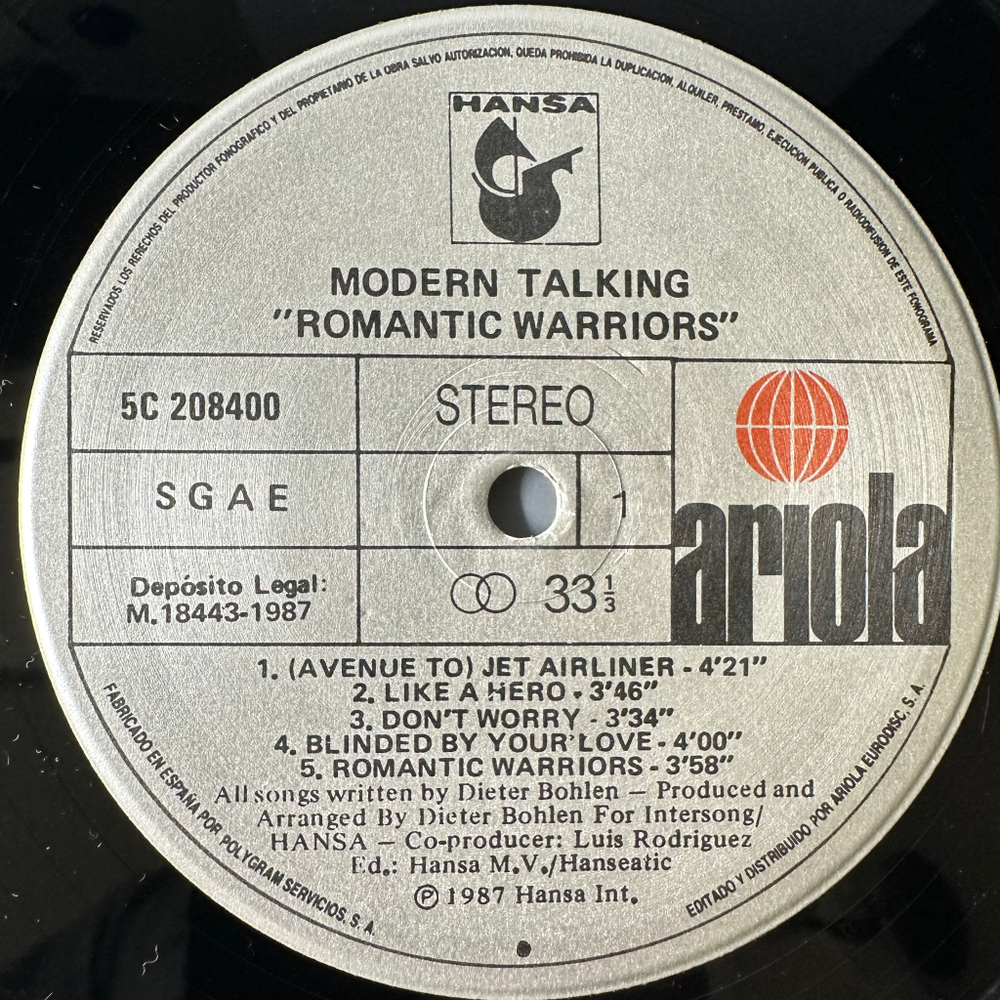 RESERVADOS LOS RERECHOS DEL PRODUCTOR FONOGRAFICO Y DEL PROPIETARIO DE LA OBRA SALVO AUTORIZACION, QUEDA PROHIBIDA LA DUPLICACION, ALQUILER, PRESTAMO, EJECUCION PUBLICA O RADIODIFUSION DE ESTE FONOGRAMA
HANSA
MODERN TALKING
"ROMANTIC WARRIORS"
5C 208400
STEREO
SGAE
1
ariola
Depósito Legal:
M.18443-1987
33 1/3
1. (AVENUE TO) JET AIRLINER - 4'21"
2. LIKE A HERO - 3'46"
3. DON'T WORRY - 3'34"
4. BLINDED BY YOUR'LOVE - 4'00"
5. ROMANTIC WARRIORS - 3'58"
All songs written by Dieter Bohlen — Produced and
Arranged By Dieter Bohlen For Intersong/
HANSA — Co-producer: Luis Rodriguez
Ed.: Hansa M.V./Hanseatic
℗ 1987 Hansa Int.
FABRICADO EN ESPAÑA POR POLYGRAM SERVICIOS, S. A.
EDITADO Y DISTRIBUIDO POR ARIOLA EURODISC, S. A.